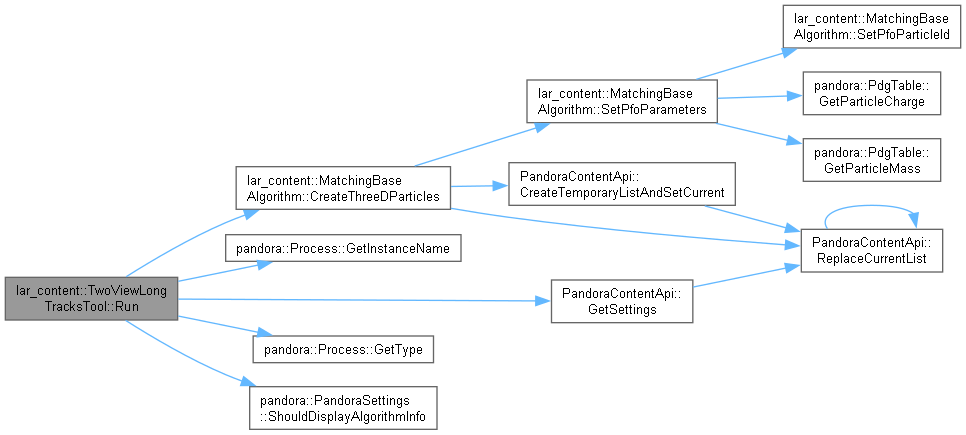 lar_content::MatchingBase
Algorithm::SetPfoParticleId
lar_content::MatchingBase
Algorithm::SetPfoParameters
pandora::PdgTable::
GetParticleCharge
pandora::PdgTable::
GetParticleMass
lar_content::MatchingBase
Algorithm::CreateThreeDParticles
PandoraContentApi::
CreateTemporaryListAndSetCurrent
pandora::Process::GetInstanceName
PandoraContentApi::
ReplaceCurrentList
lar_content::TwoViewLong
TracksTool::Run
PandoraContentApi::
GetSettings
pandora::Process::GetType
pandora::PandoraSettings
::ShouldDisplayAlgorithmInfo